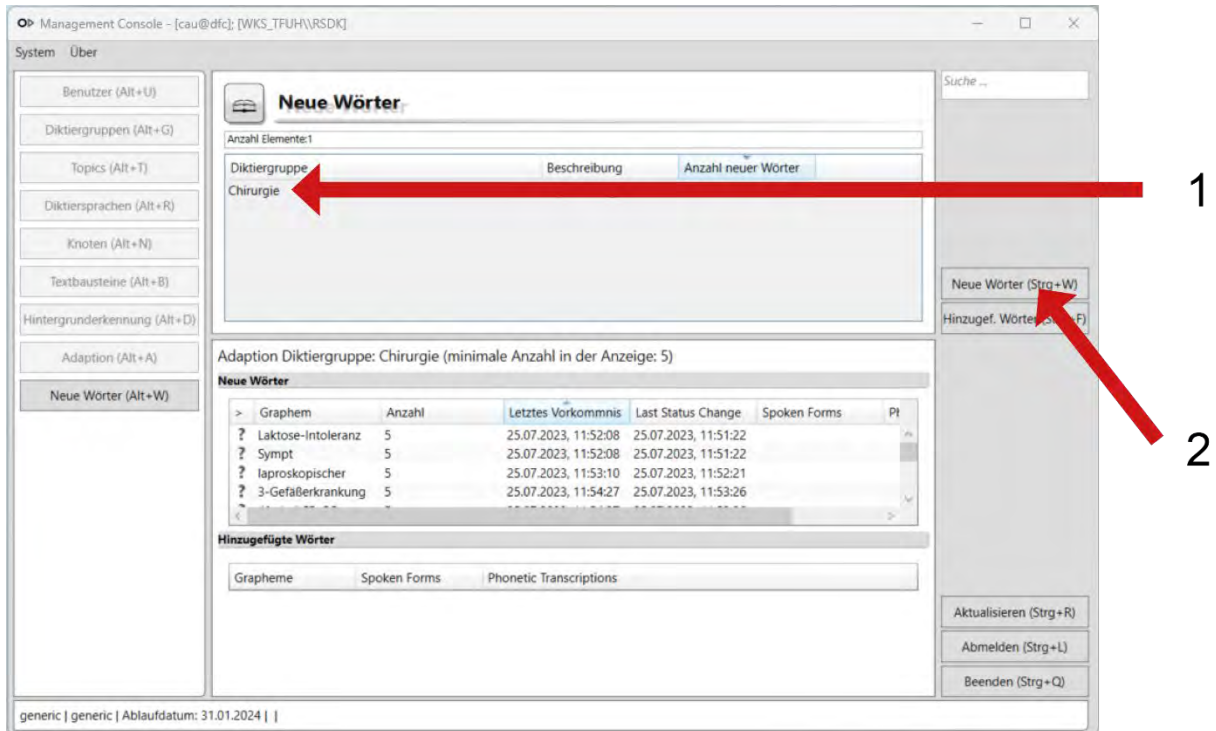 Management Console - [cau@dfc]; [WKS_TFUH\\RSDK]
System Über
Benutzer (Alt+U)
Diktiergruppen (Alt+G)
Topics (Alt+T)
Diktiersprachen (Alt+R)
Knoten (Alt+N)
Textbausteine (Alt+B)
Hintergrunderkennung (Alt+D)
Adaption (Alt+A)
Neue Wörter (Alt+W)
Neue Wörter
Anzahl Elemente:1
Diktiergruppe Beschreibung Anzahl neuer Wörter
Chirurgie
1
Adaption Diktiergruppe: Chirurgie (minimale Anzahl in der Anzeige: 5)
Neue Wörter
> Graphem Anzahl Letztes Vorkommnis Last Status Change Spoken Forms
? Laktose-Intoleranz 5 25.07.2023, 11:52:08 25.07.2023, 11:51:22
? Sympt 5 25.07.2023, 11:52:08 25.07.2023, 11:51:22
? laproskopischer 5 25.07.2023, 11:53:10 25.07.2023, 11:52:21
? 3-Gefäßerkrankung 5 25.07.2023, 11:54:27 25.07.2023, 11:53:26
Hinzugefügte Wörter
Grapheme Spoken Forms Phonetic Transcriptions
Suche ...
Neue Wörter (Strg+W)
Hinzugef. Wörter
2
Aktualisieren (Strg+R)
Abmelden (Strg+L)
Beenden (Strg+Q)
generic | generic | Ablaufdatum: 31.01.2024 | |